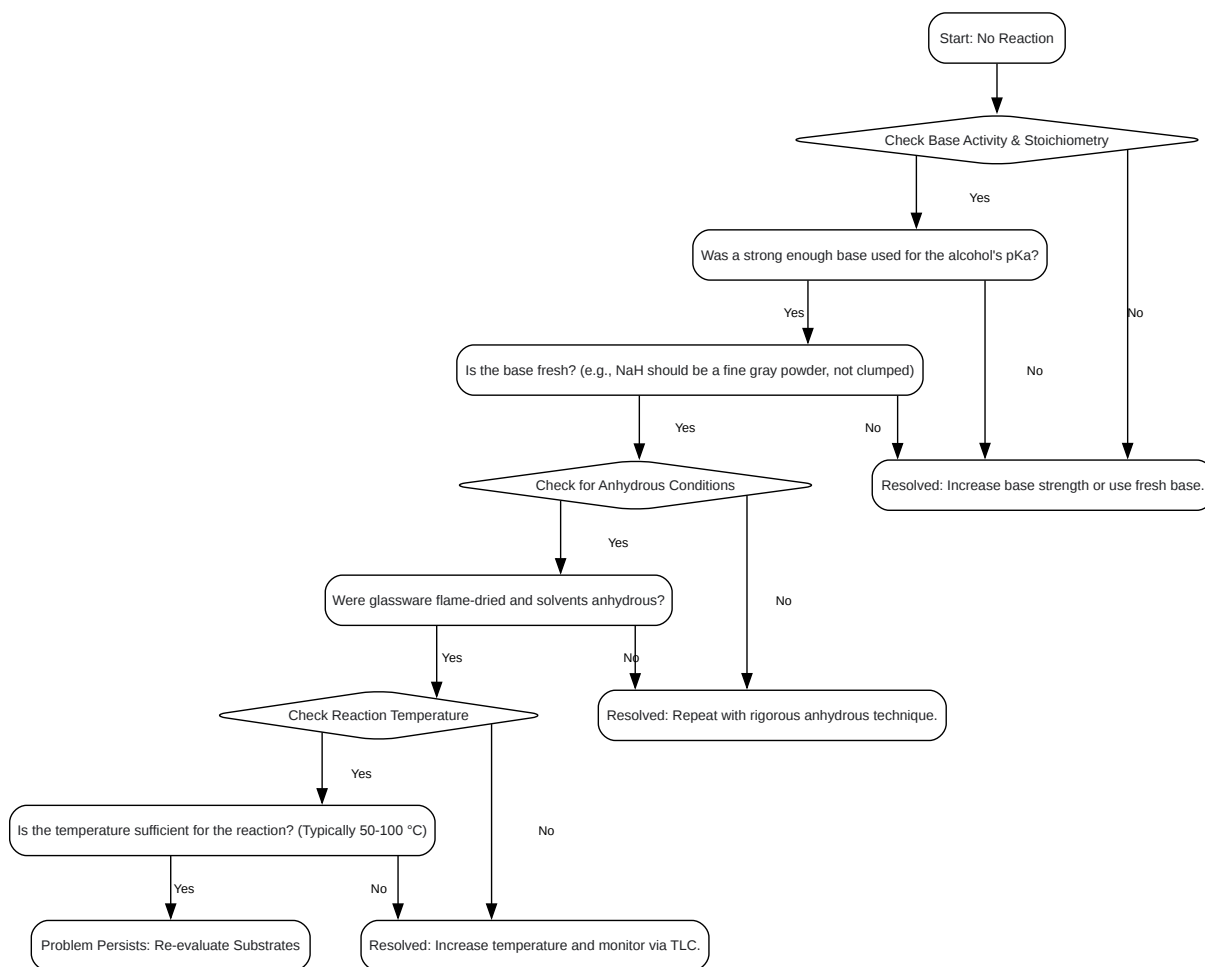 Start: No Reaction
Check Base Activity & Stoichiometry
Yes
Was a strong enough base used for the alcohol's pKa?
Yes
No
Is the base fresh? (e.g., NaH should be a fine gray powder, not clumped)
No
Yes
No
Check for Anhydrous Conditions
Resolved: Increase base strength or use fresh base.
Yes
Were glassware flame-dried and solvents anhydrous?
No
Yes
No
Check Reaction Temperature
Resolved: Repeat with rigorous anhydrous technique.
Yes
Is the temperature sufficient for the reaction? (Typically 50-100 °C)
No
Yes
No
Problem Persists: Re-evaluate Substrates
Resolved: Increase temperature and monitor via TLC.